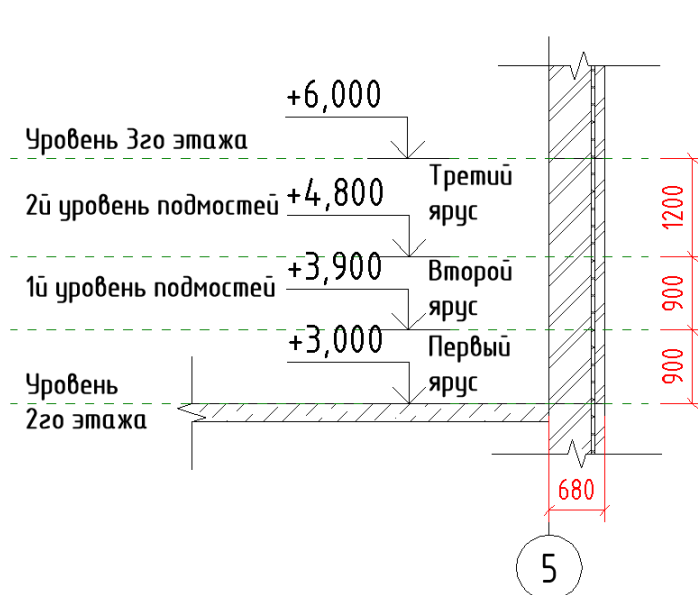 +6,000
Уровень 3го этажа
Третий
ярус
1200
2й уровень подмостей
+4,800
Второй
ярус
900
1й уровень подмостей
+3,900
Первый
ярус
900
+3,000
Уровень
2го этажа
680
5